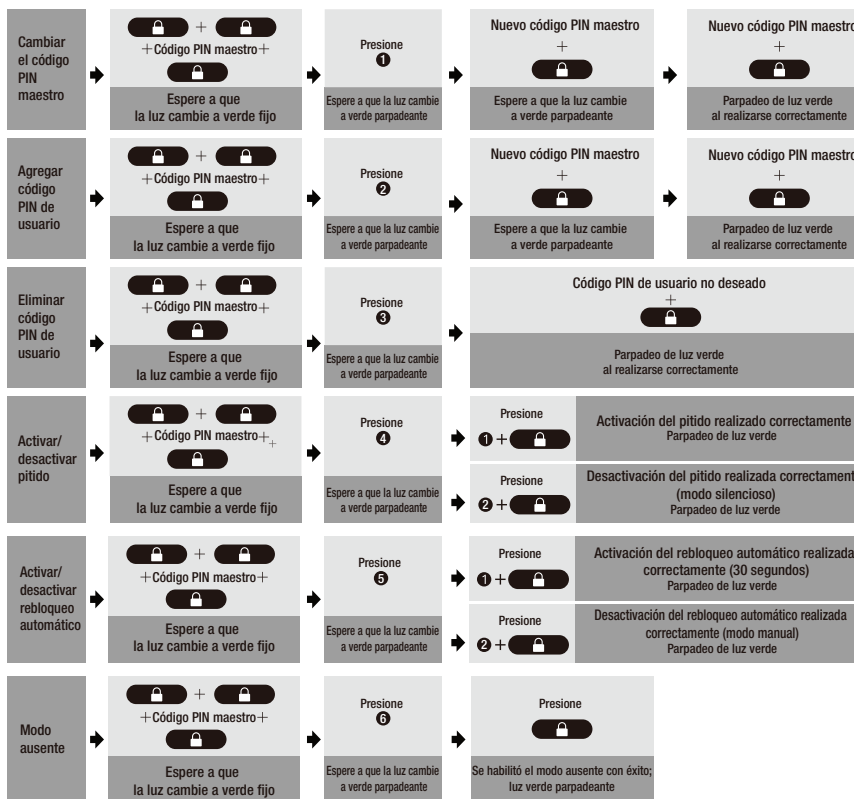 Cambiar
el código
PIN
maestro
+
+Código PIN maestro+
Espere a que
la luz cambie a verde fijo
Presione
1
Espere a que la luz cambie
a verde parpadeante
Nuevo código PIN maestro
+
Espere a que la luz cambie
a verde parpadeante
Nuevo código PIN maestro
+
Parpadeo de luz verde
al realizarse correctamente
Agregar
código
PIN de
usuario
+
+Código PIN maestro+
Espere a que
la luz cambie a verde fijo
Presione
2
Espere a que la luz cambie
a verde parpadeante
Nuevo código PIN maestro
+
Espere a que la luz cambie
a verde parpadeante
Nuevo código PIN maestro
+
Parpadeo de luz verde
al realizarse correctamente
Eliminar
código
PIN de
usuario
+
+Código PIN maestro+
Espere a que
la luz cambie a verde fijo
Presione
3
Espere a que la luz cambie
a verde parpadeante
Código PIN de usuario no deseado
+
Parpadeo de luz verde
al realizarse correctamente
Activar/
desactivar
pitido
+
+Código PIN maestro++
Espere a que
la luz cambie a verde fijo
Presione
4
Espere a que la luz cambie
a verde parpadeante
Presione
1+
Activación del pitido realizado correctamente
Parpadeo de luz verde
Presione
2+
Desactivación del pitido realizada correctament
(modo silencioso)
Parpadeo de luz verde
Activar/
desactivar
rebloqueo
automático
+
+Código PIN maestro+
Espere a que
la luz cambie a verde fijo
Presione
5
Espere a que la luz cambie
a verde parpadeante
Presione
1+
Activación del rebloqueo automático realizada
correctamente (30 segundos)
Parpadeo de luz verde
Presione
2+
Desactivación del rebloqueo automático realizada
correctamente (modo manual)
Parpadeo de luz verde
Modo
ausente
+
+Código PIN maestro+
Espere a que
la luz cambie a verde fijo
Presione
6
Espere a que la luz cambie
a verde parpadeante
Presione
Se habilitó el modo ausente con éxito;
luz verde parpadeante